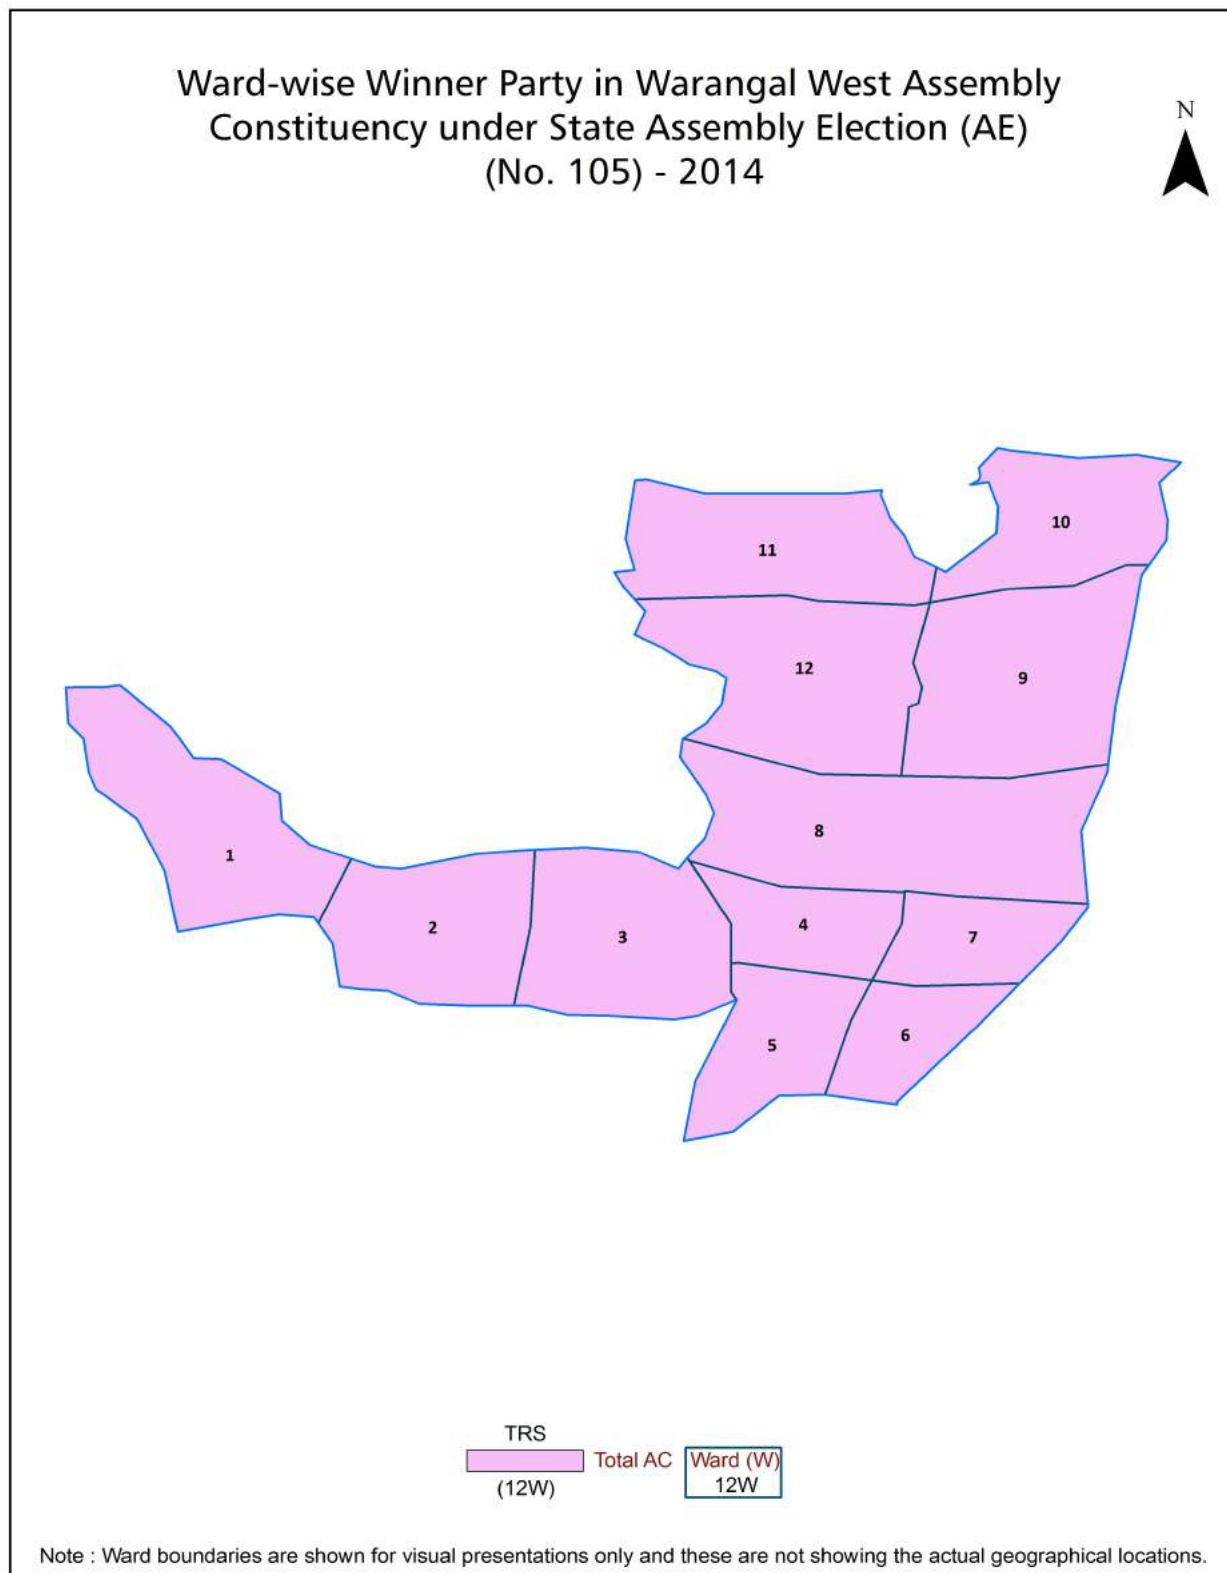 Ward-wise Winner Party in Warangal West Assembly
Constituency under State Assembly Election (AE)
(No. 105) - 2014
N
10
11
12
9
8
1
2
3
4
7
5
6
TRS
Total AC
Ward (W)
(12W)
12W
Note : Ward boundaries are shown for visual presentations only and these are not showing the actual geographical locations.